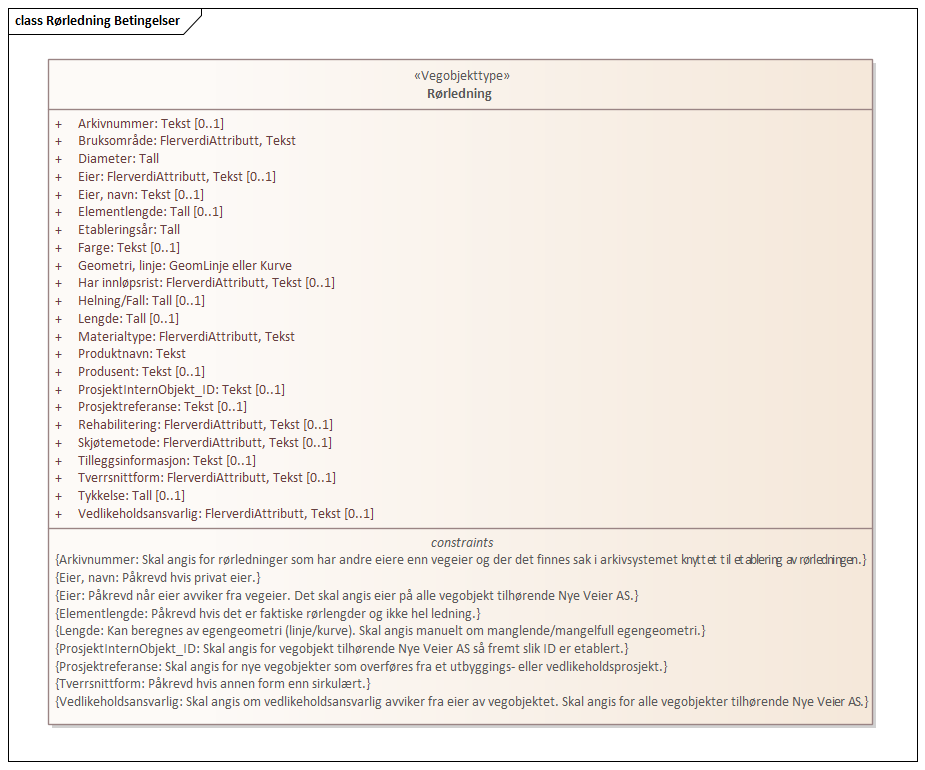 class Rørledning Betingelser
«Vegobjekttype»
Rørledning
+ Arkivnummer: Tekst [0..1]
+ Bruksområde: FlerverdiAttributt, Tekst
+ Diameter: Tall
+ Eier: FlerverdiAttributt, Tekst [0..1]
+ Eier, navn: Tekst [0..1]
+ Elementlengde: Tall [0..1]
+ Etableringsår: Tall
+ Farge: Tekst [0..1]
+ Geometri, linje: GeomLinje eller Kurve
+ Har innløpsrist: FlerverdiAttributt, Tekst [0..1]
+ Helning/Fall: Tall [0..1]
+ Lengde: Tall [0..1]
+ Materialtype: FlerverdiAttributt, Tekst
+ Produktnavn: Tekst
+ Produsent: Tekst [0..1]
+ ProsjektInternObjekt_ID: Tekst [0..1]
+ Prosjektreferanse: Tekst [0..1]
+ Rehabilitering: FlerverdiAttributt, Tekst [0..1]
+ Skjøtemetode: FlerverdiAttributt, Tekst [0..1]
+ Tilleggsinformasjon: Tekst [0..1]
+ Tverrsnittform: FlerverdiAttributt, Tekst [0..1]
+ Tykkelse: Tall [0..1]
+ Vedlikeholdsansvarlig: FlerverdiAttributt, Tekst [0..1]
constraints
{Arkivnummer: Skal angis for rørledninger som har andre eiere enn vegeier og der det finnes sak i arkivsystemet knyttet til etablering av rørledningen.}
{Eier, navn: Påkrevd hvis privat eier.}
{Eier: Påkrevd når eier avviker fra vegeier. Det skal angis eier på alle vegobjekt tilhørende Nye Veier AS.}
{Elementlengde: Påkrevd hvis det er faktiske rørlengder og ikke hel ledning.}
{Lengde: Kan beregnes av egengeometri (linje/kurve). Skal angis manuelt om manglende/mangelfull egengeometri.}
{ProsjektInternObjekt_ID: Skal angis for vegobjekt tilhørende Nye Veier AS så fremt slik ID er etablert.}
{Prosjektreferanse: Skal angis for nye vegobjekter som overføres fra et utbyggings- eller vedlikeholdsprosjekt.}
{Tverrsnittform: Påkrevd hvis annen form enn sirkulært.}
{Vedlikeholdsansvarlig: Skal angis om vedlikeholdsansvarlig avviker fra eier av vegobjektet. Skal angis for alle vegobjekter tilhørende Nye Veier AS.}